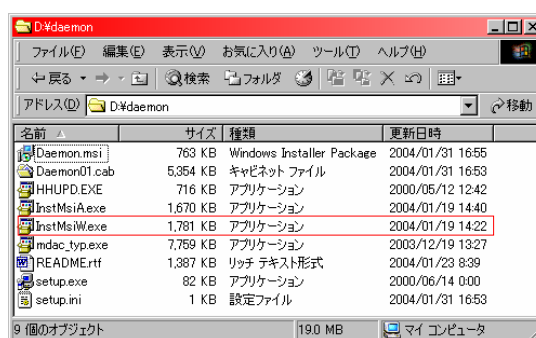 D:¥daemon
ファイル(F) 編集(E) 表示(V) お気に入り(A) ツール(T) ヘルプ(H)
戻る 検索 フォルダ
アドレス(D) D:¥daemon 移動
名前 サイズ 種類 更新日時
Daemon.msi 763 KB Windows Installer Package 2004/01/31 16:55
Daemon01.cab 5,354 KB キャビネット ファイル 2004/01/31 16:53
HHUPD.EXE 716 KB アプリケーション 2000/05/12 12:42
InstMsiA.exe 1,670 KB アプリケーション 2004/01/19 14:40
InstMsiW.exe 1,781 KB アプリケーション 2004/01/19 14:22
mdac_typ.exe 7,759 KB アプリケーション 2003/12/19 13:27
README.rtf 1,387 KB リッチ テキスト形式 2004/01/23 8:39
setup.exe 82 KB アプリケーション 2000/06/14 0:00
setup.ini 1 KB 設定ファイル 2004/01/31 16:53
9 個のオブジェクト 19.0 MB マイ コンピュータ